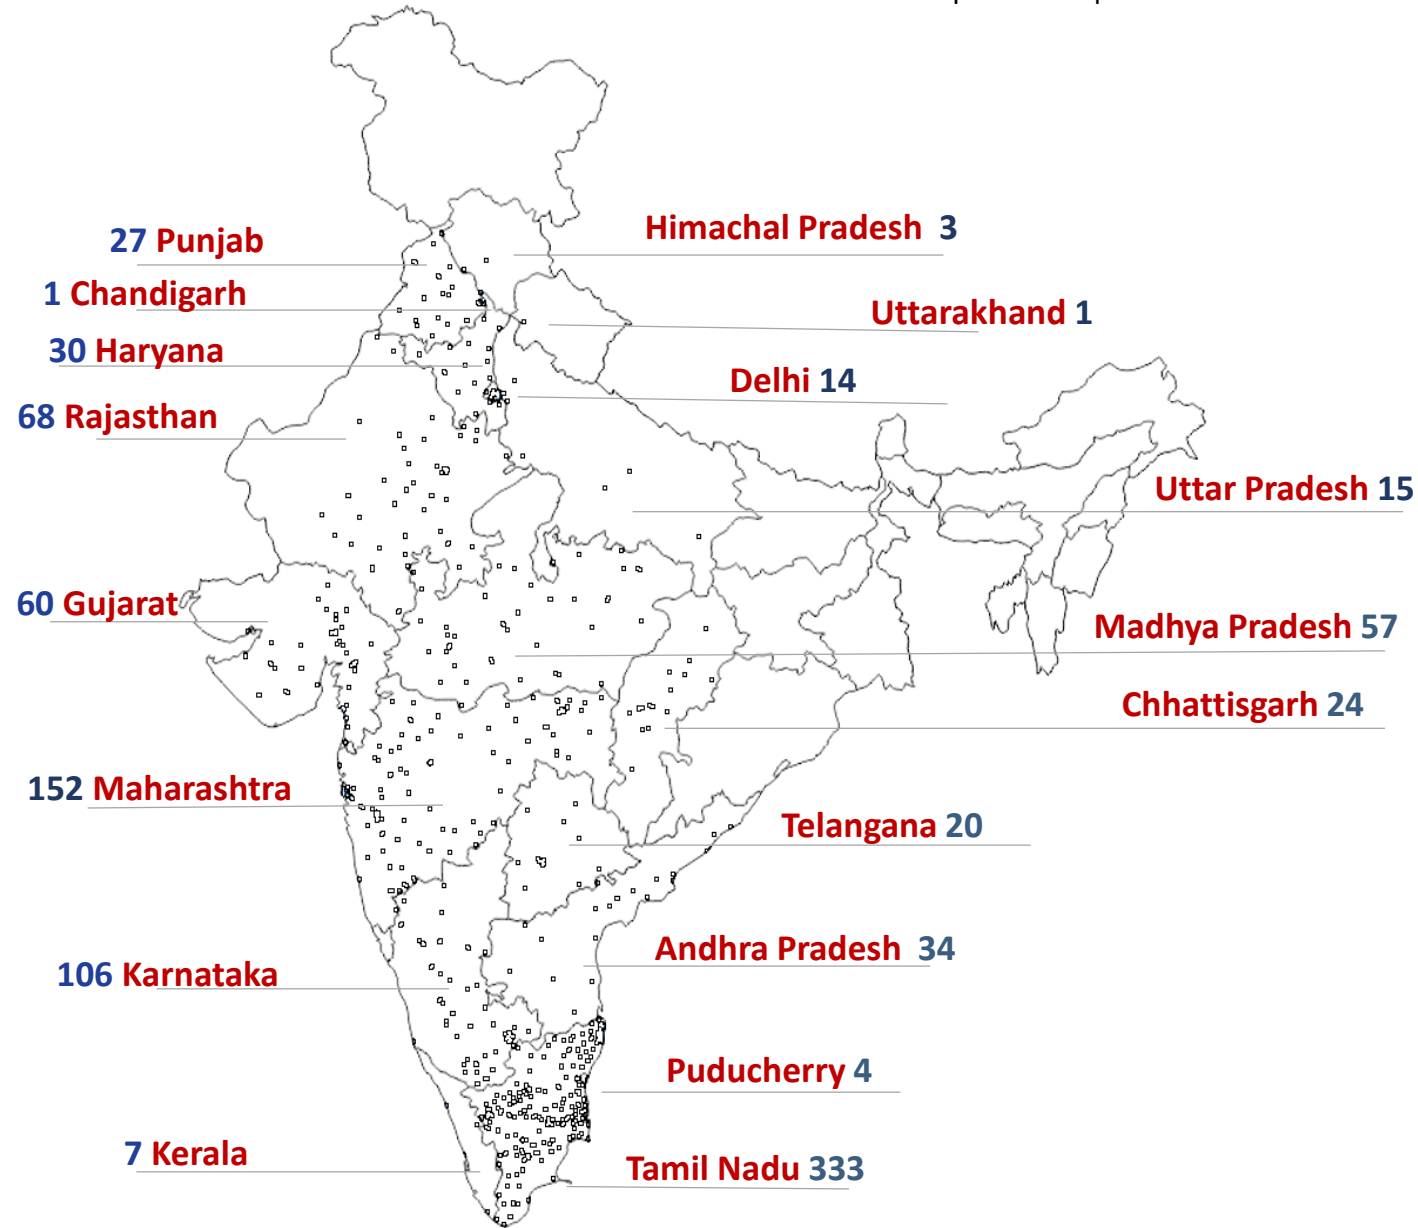 Himachal Pradesh 3
27 Punjab
1 Chandigarh
Uttarakhand 1
30 Haryana
Delhi 14
68 Rajasthan
Uttar Pradesh 15
60 Gujarat
Madhya Pradesh 57
Chhattisgarh 24
152 Maharashtra
Telangana 20
Andhra Pradesh 34
106 Karnataka
Puducherry 4
7 Kerala
Tamil Nadu 333